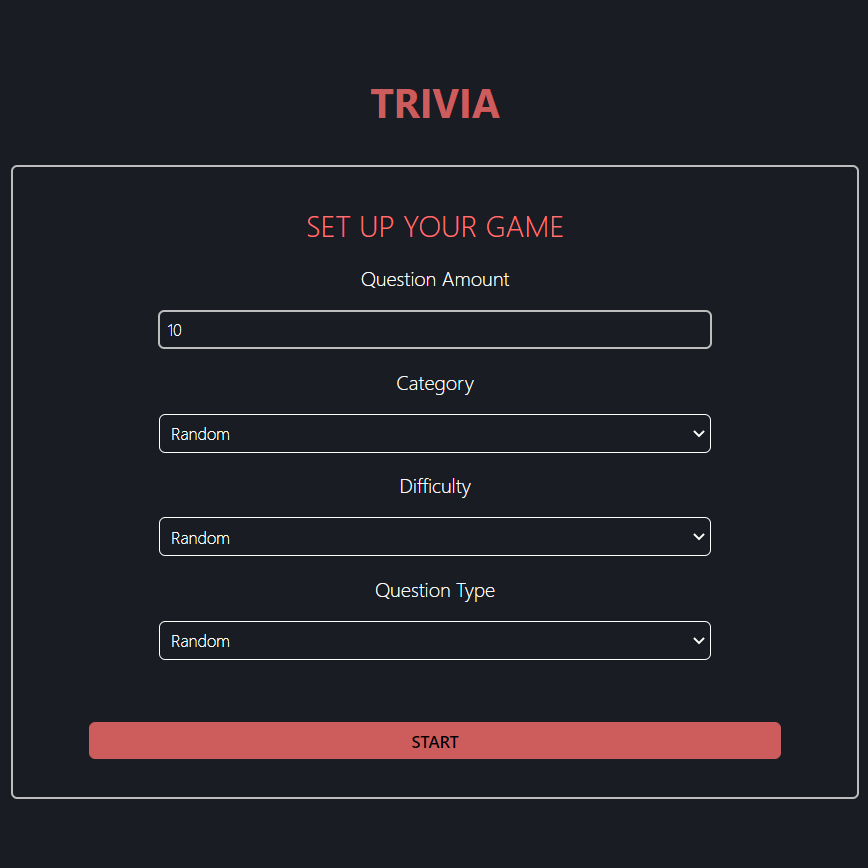 TRIVIA
SET UP YOUR GAME
Question Amount
10
Category
Random
Difficulty
Random
Question Type
Random
START